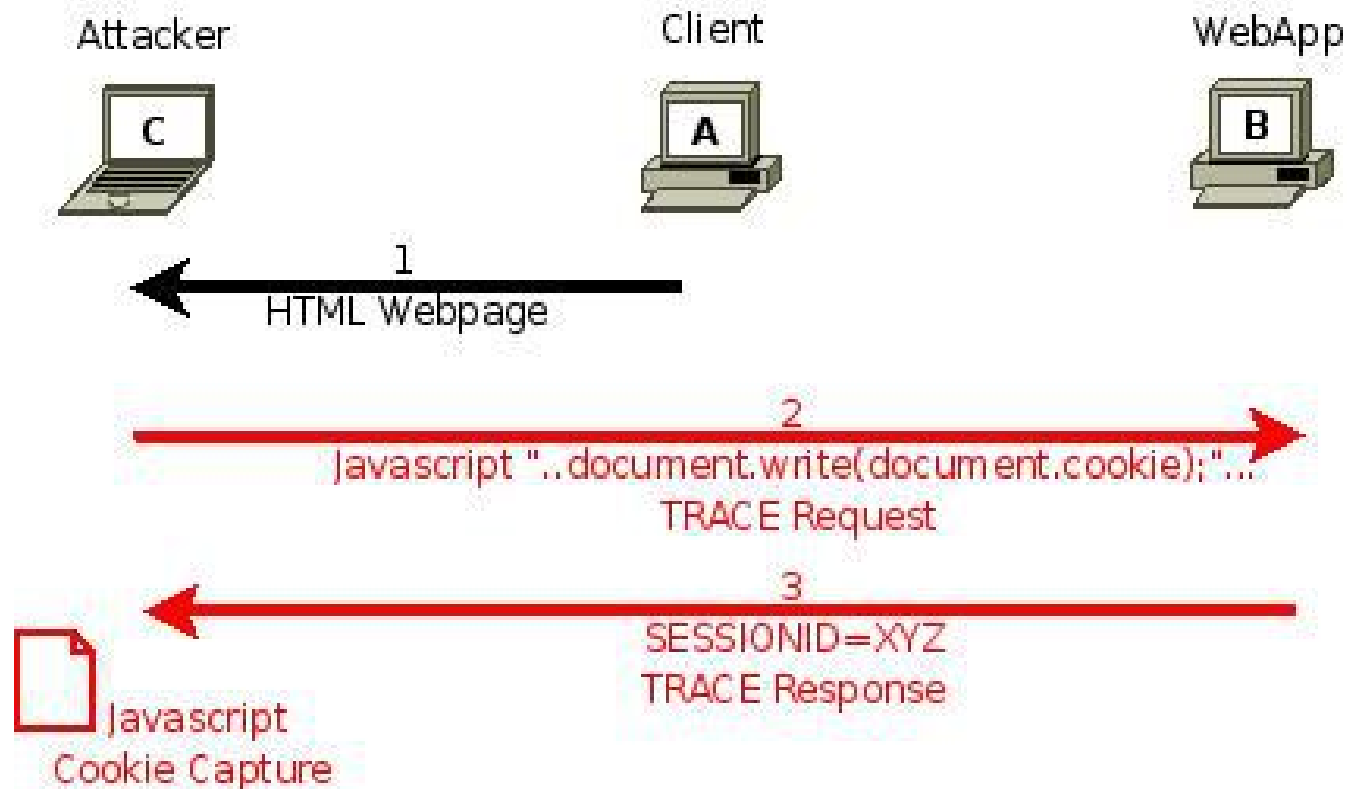 Attacker
Client
WebApp
C
A
B
1
HTML Webpage
2
Javascript "..document.write(document.cookie);"...
TRACE Request
3
SESSIONID=XYZ
TRACE Response
Javascript
Cookie Capture